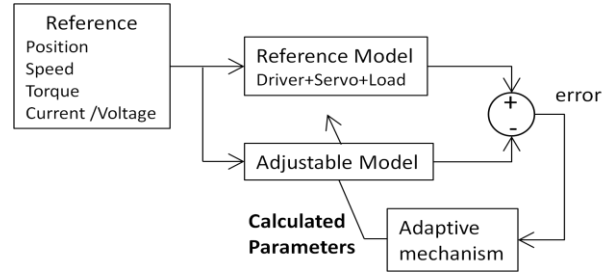 Reference
Position
Speed
Torque
Current /Voltage
Reference Model
Driver+Servo+Load
+
-
error
Adjustable Model
Calculated
Parameters
Adaptive
mechanism